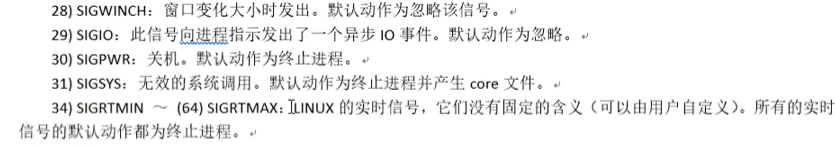 28) SIGWINCH：窗口变化大小时发出。默认动作为忽略该信号。
29) SIGIO：此信号向进程指示发出了一个异步 IO 事件。默认动作为忽略。
30) SIGPWR：关机。默认动作为终止进程。
31) SIGSYS：无效的系统调用。默认动作为终止进程并产生 core 文件。
34) SIGRTMIN ～ (64) SIGRTMAX：LINUX 的实时信号，它们没有固定的含义（可以由用户自定义）。所有的实时
信号的默认动作都为终止进程。